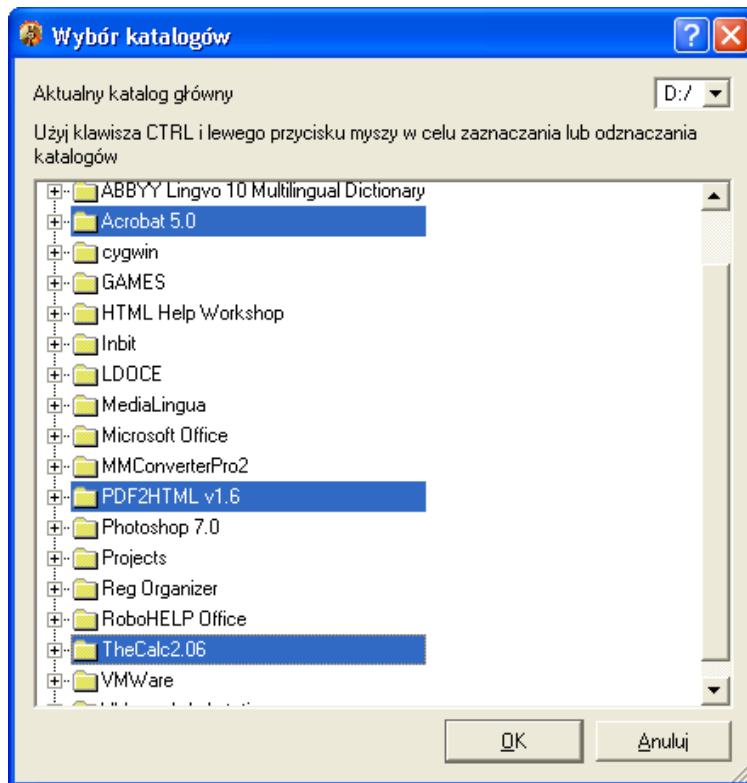 Wybór katalogów
Aktualny katalog główny
D:/
Użyj klawisza CTRL i lewego przycisku myszy w celu zaznaczania lub odznaczania
katalogów
ABBYY Lingvo 10 Multilingual Dictionary
Acrobat 5.0
cygwin
GAMES
HTML Help Workshop
Inbit
LDOCE
MediaLingua
Microsoft Office
MMConverterPro2
PDF2HTML v1.6
Photoshop 7.0
Projects
Reg Organizer
RoboHELP Office
TheCalc2.06
VMWare
OK
Anuluj